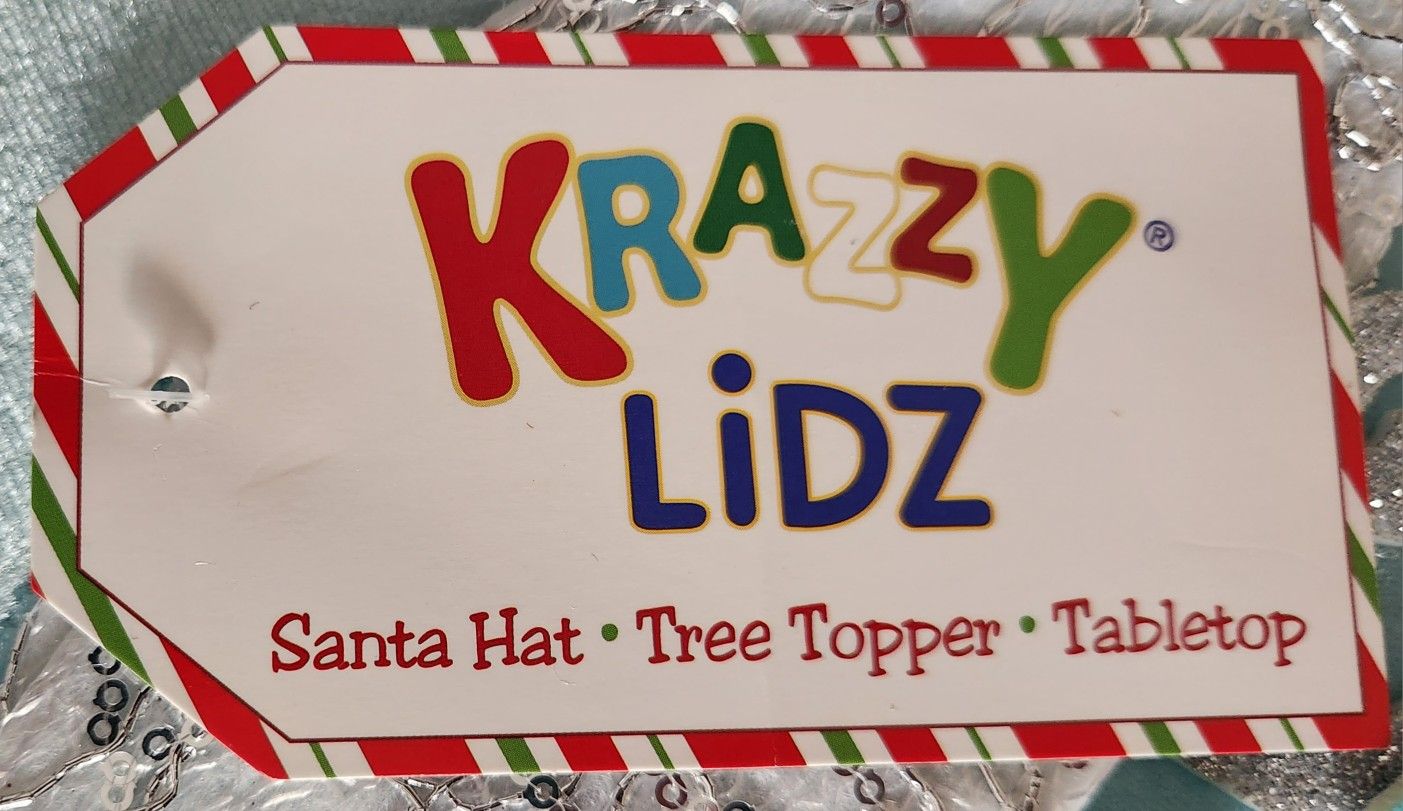 KRAZZY®
LiDZ
Santa Hat • Tree Topper • Tabletop